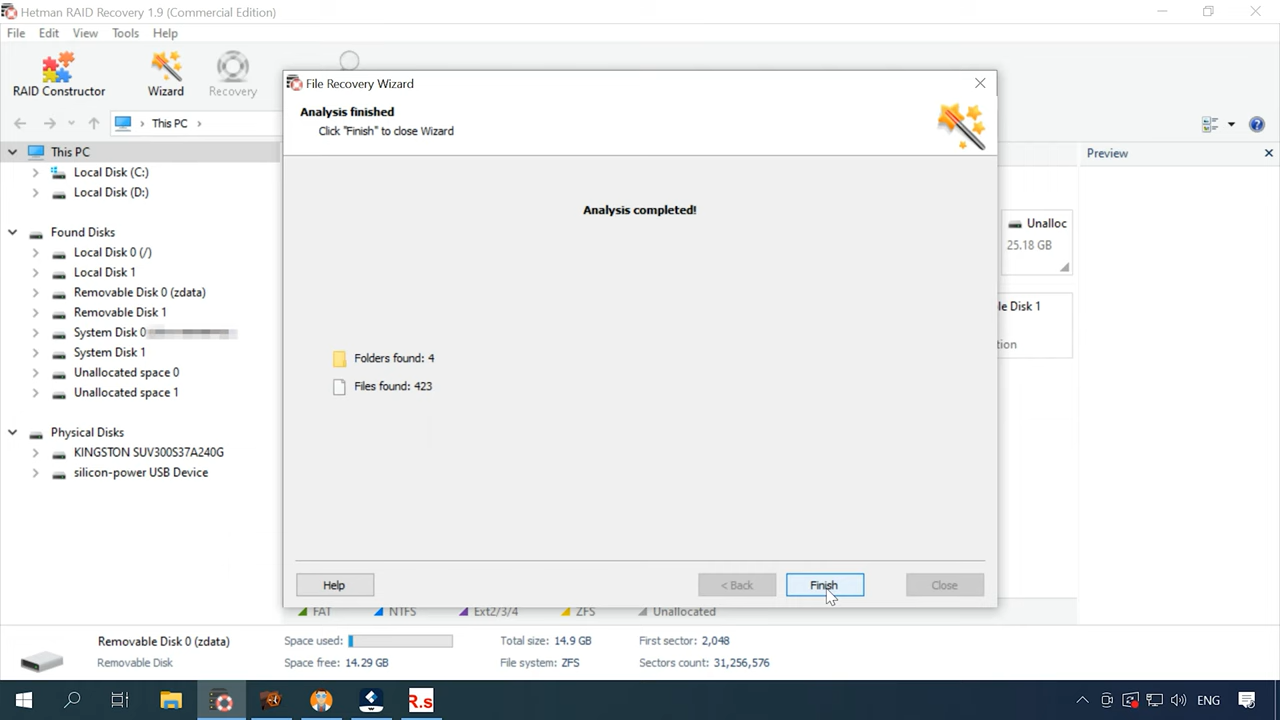 Hetman RAID Recovery 1.9 (Commercial Edition)
File Edit View Tools Help
RAID Constructor
Wizard
Recovery
This PC
This PC
Local Disk (C:)
Local Disk (D:)
Found Disks
Local Disk 0 (/)
Local Disk 1
Removable Disk 0 (zdata)
Removable Disk 1
System Disk 0
System Disk 1
Unallocated space 0
Unallocated space 1
Physical Disks
KINGSTON SUV300S37A240G
silicon-power USB Device
File Recovery Wizard
Analysis finished
Click "Finish" to close Wizard
Analysis completed!
Folders found: 4
Files found: 423
Help
< Back
Finish
Close
Preview
Unalloc
25.18 GB
le Disk 1
tion
FAT NTFS Ext2/3/4 ZFS Unallocated
Removable Disk 0 (zdata)
Removable Disk
Space used:
Space free: 14.29 GB
Total size: 14.9 GB
File system: ZFS
First sector: 2,048
Sectors count: 31,256,576
R.s
ENG